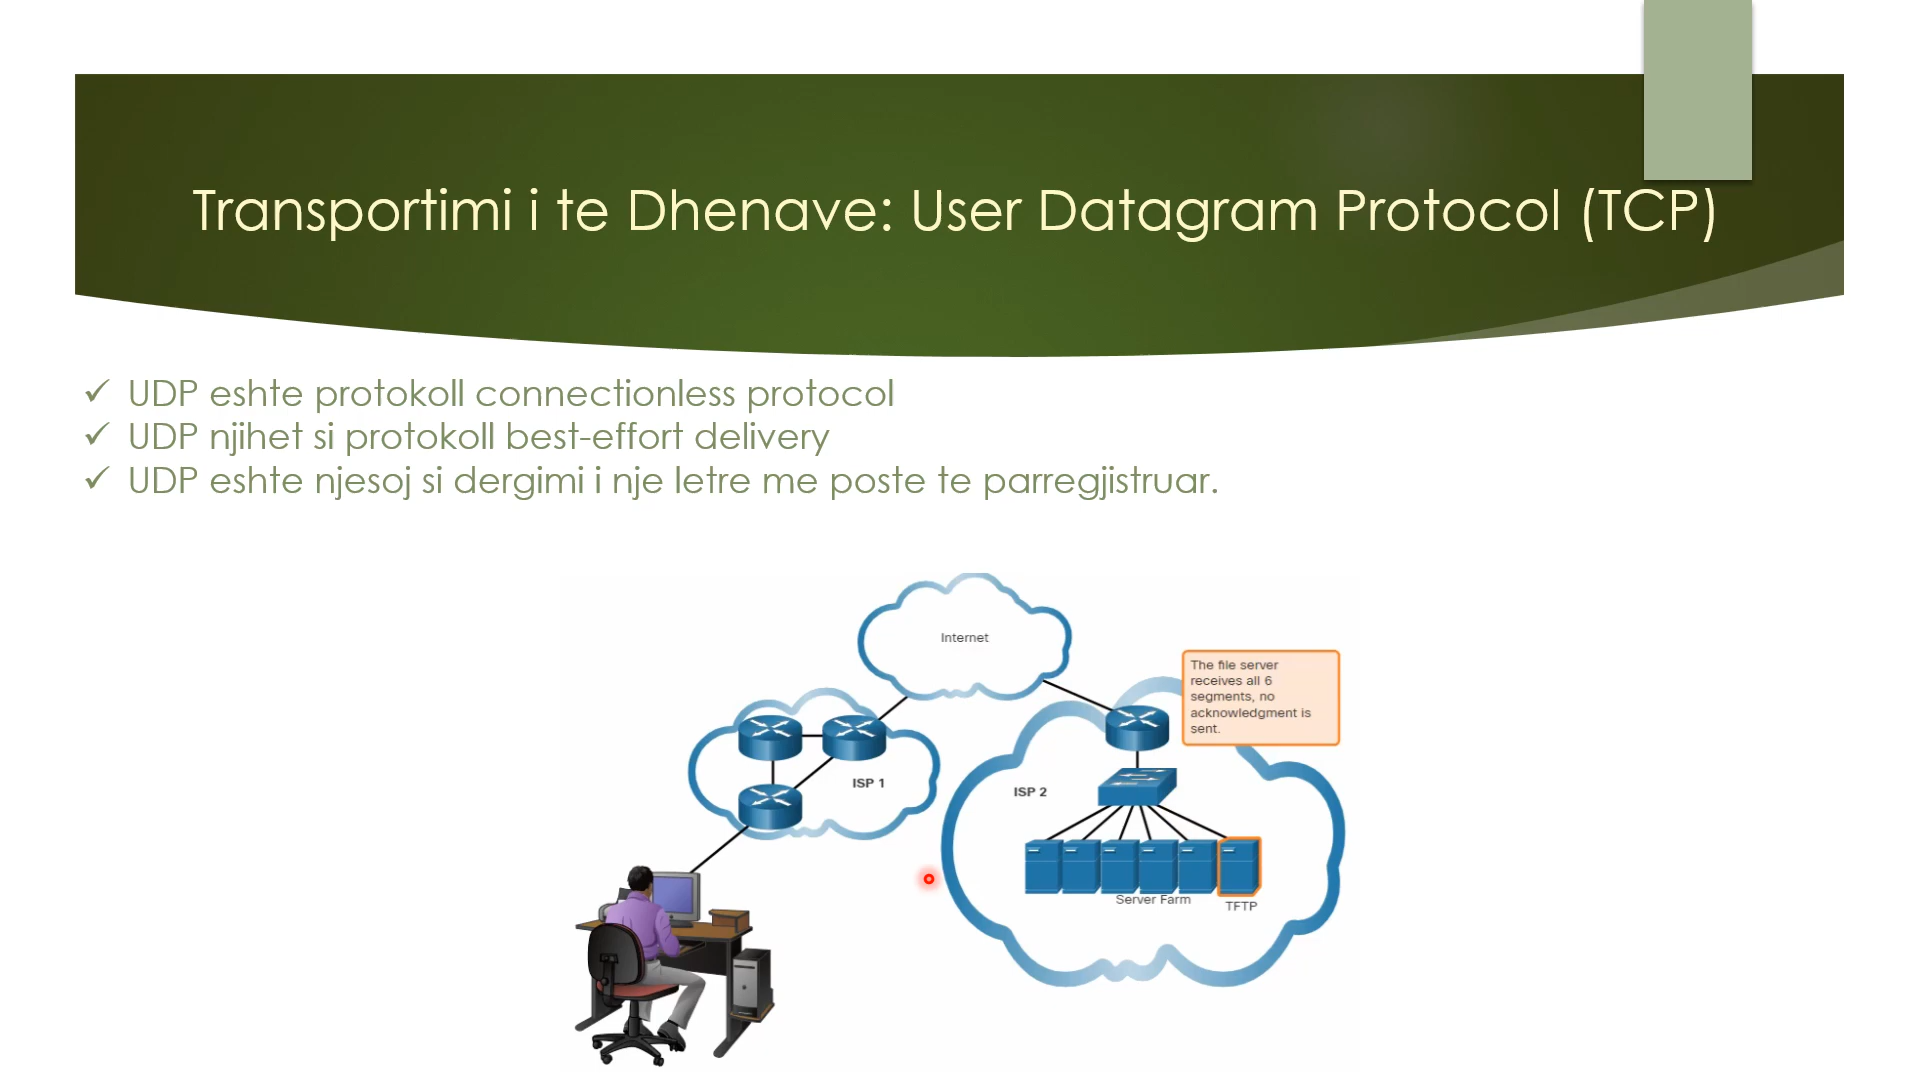 Transportimi i te Dhenave: User Datagram Protocol (TCP)
✓ UDP eshte protokoll connectionless protocol
✓ UDP njihet si protokoll best-effort delivery
✓ UDP eshte njesoj si dergimi i nje letre me poste te parregjistruar.
Internet
The file server
receives all 6
segments, no
acknowledgment is
sent.
ISP 1
ISP 2
Server Farm
TFTP